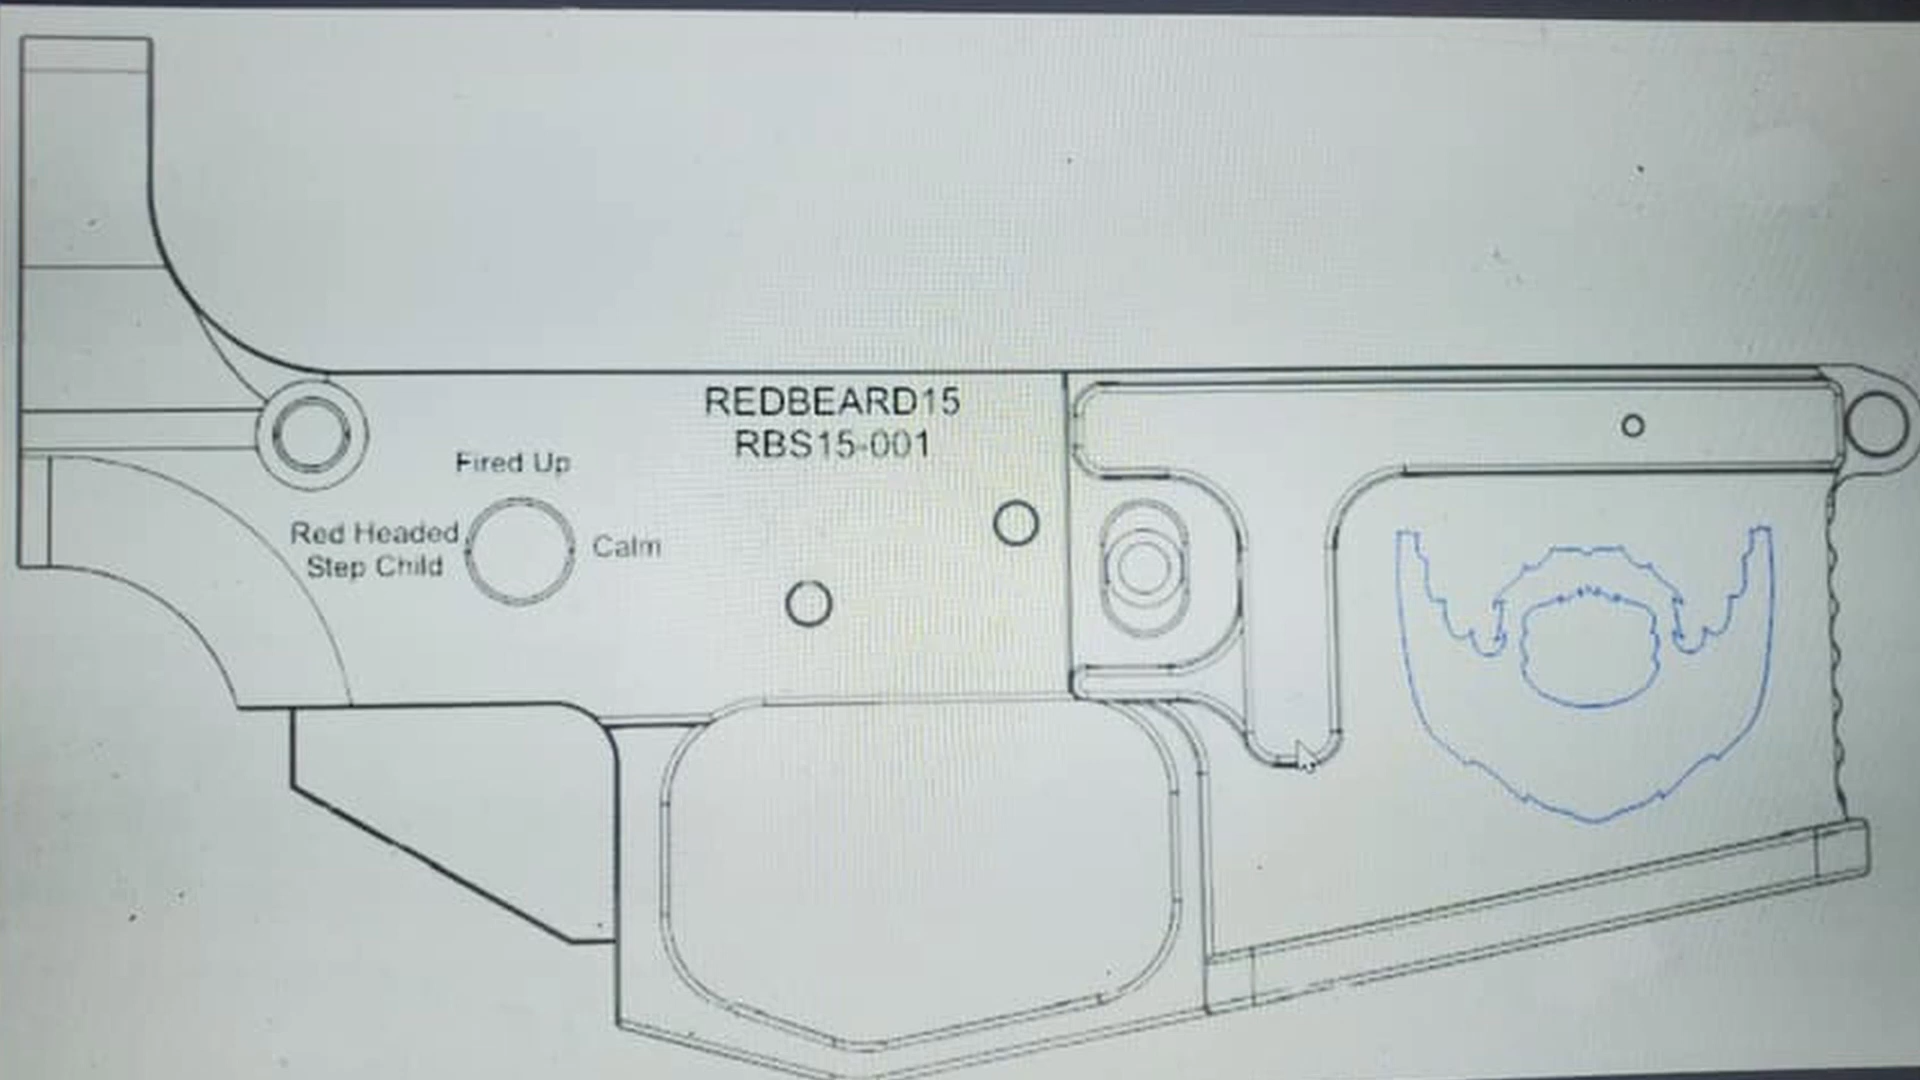 REDBEARD15
RBS15-001
Fired Up
Red Headed
Step Child
Calm